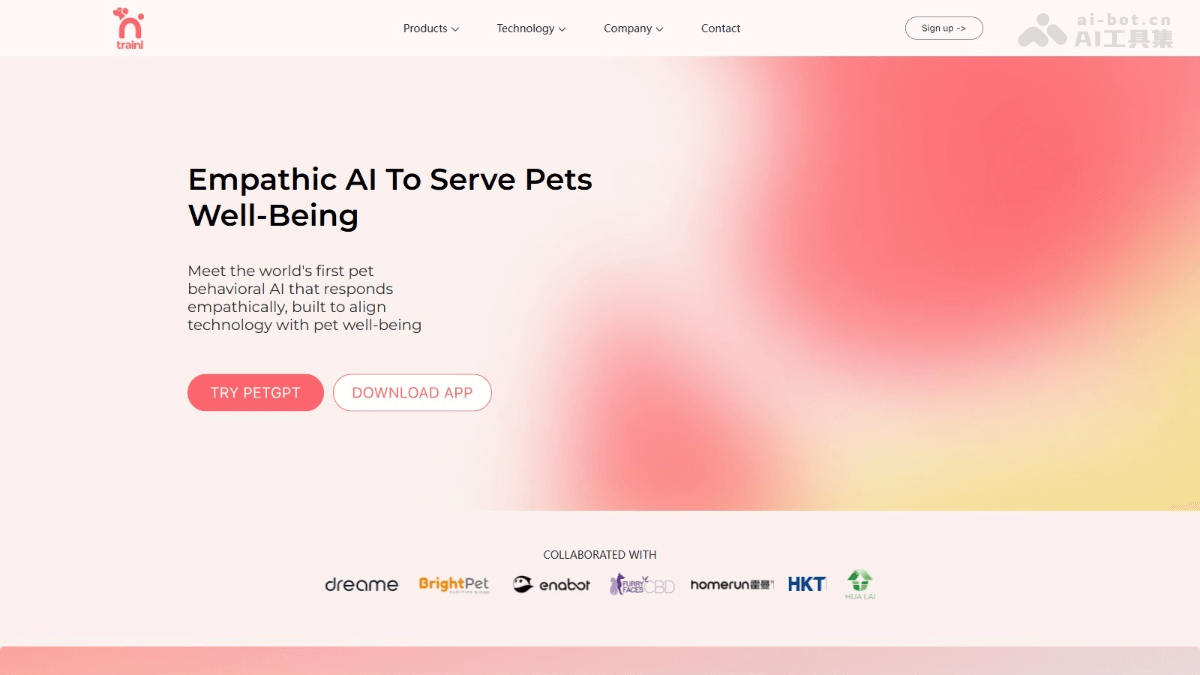 traini
Products
Technology
Company
Contact
Sign up ->
ai-bot.cn
AI工具集
Empathic AI To Serve Pets
Well-Being
Meet the world's first pet
behavioral AI that responds
empathically, built to align
technology with pet well-being
TRY PETGPT
DOWNLOAD APP
COLLABORATED WITH
dreame
BrightPet
enabot
FURRY
FACES CBD
homerun霍曼
HKT
HUA LAI